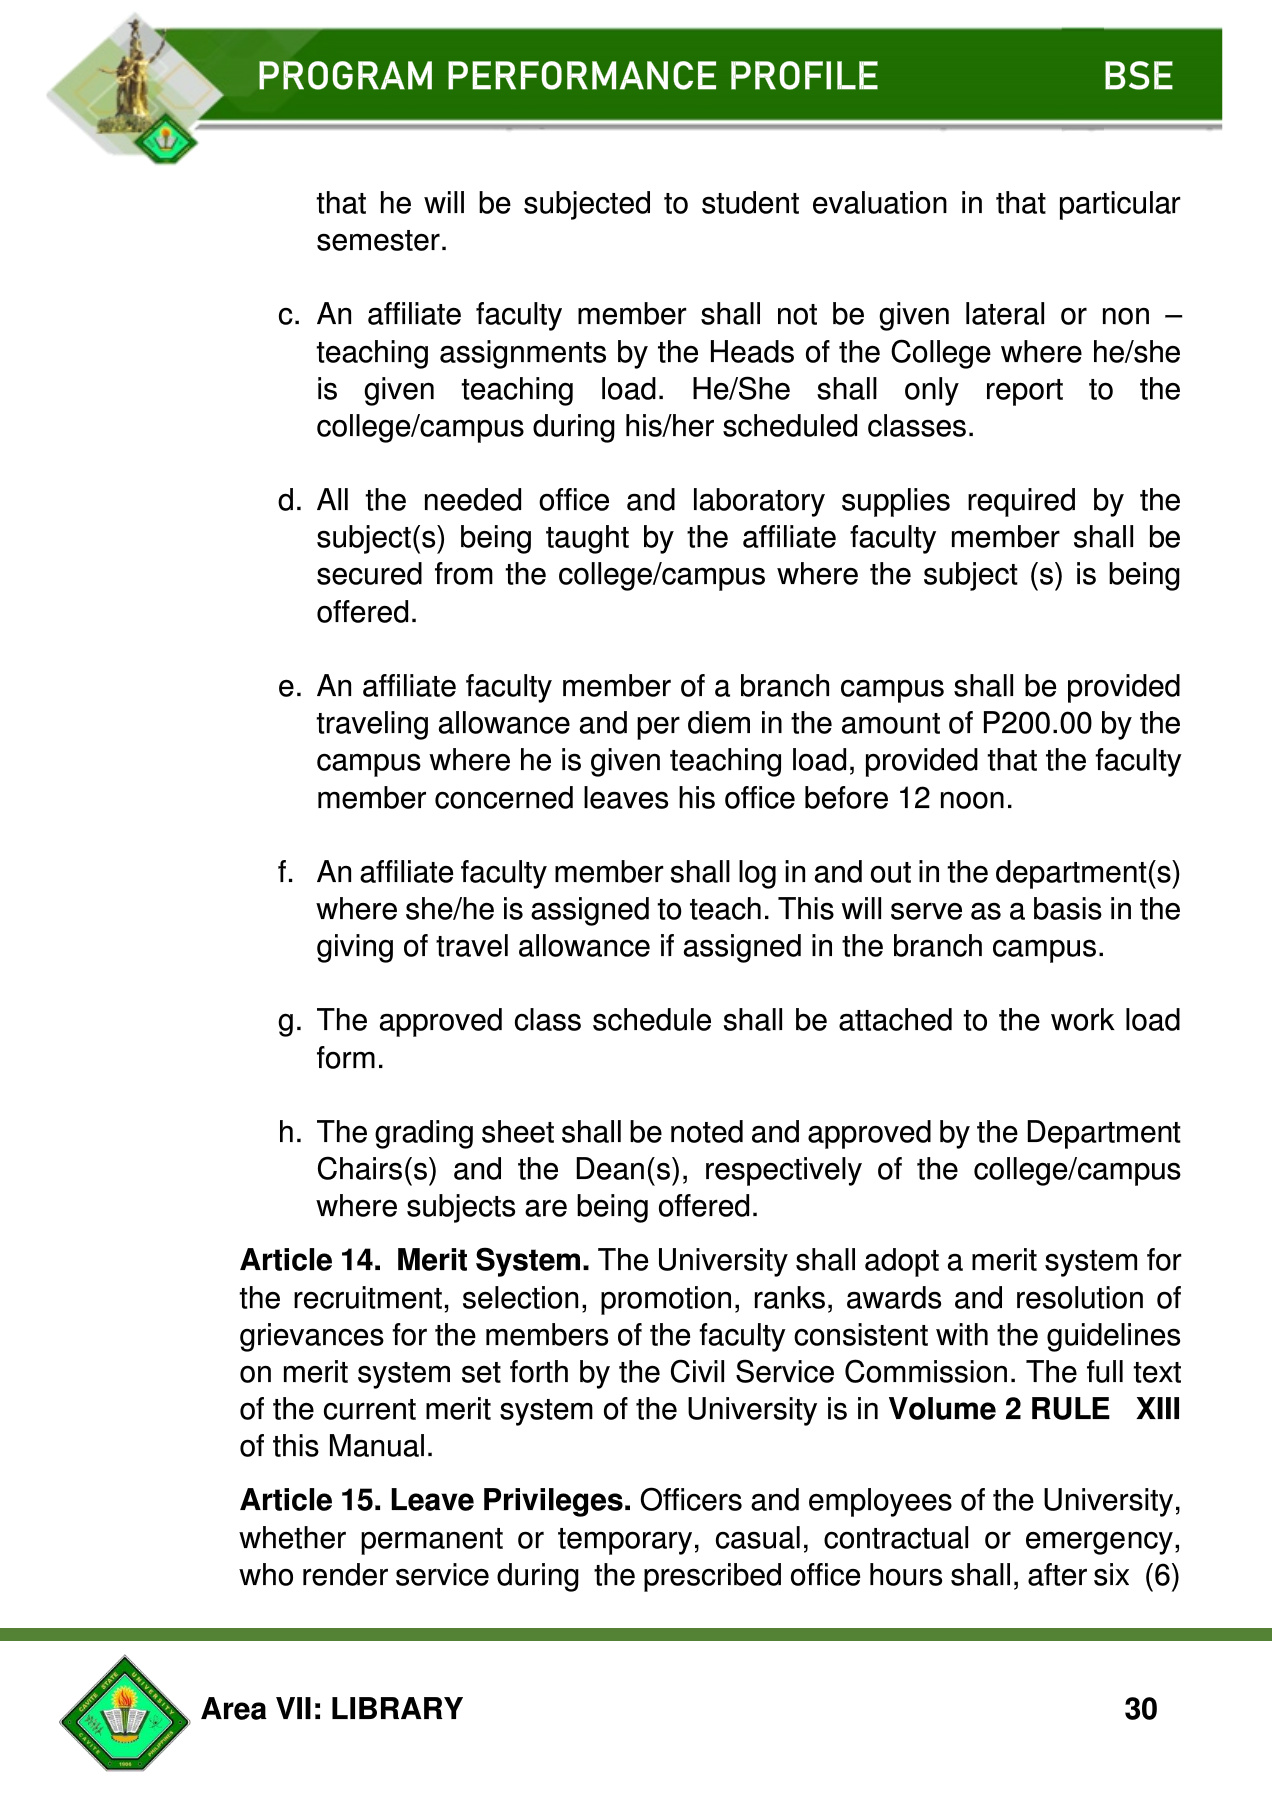 PROGRAM PERFORMANCE PROFILE BSE
that he will be subjected to student evaluation in that particular
semester.
c. An affiliate faculty member shall not be given lateral or non –
teaching assignments by the Heads of the College where he/she
is given teaching load. He/She shall only report to the
college/campus during his/her scheduled classes.
d. All the needed office and laboratory supplies required by the
subject(s) being taught by the affiliate faculty member shall be
secured from the college/campus where the subject (s) is being
offered.
e. An affiliate faculty member of a branch campus shall be provided
traveling allowance and per diem in the amount of P200.00 by the
campus where he is given teaching load, provided that the faculty
member concerned leaves his office before 12 noon.
f. An affiliate faculty member shall log in and out in the department(s)
where she/he is assigned to teach. This will serve as a basis in the
giving of travel allowance if assigned in the branch campus.
g. The approved class schedule shall be attached to the work load
form.
h. The grading sheet shall be noted and approved by the Department
Chairs(s) and the Dean(s), respectively of the college/campus
where subjects are being offered.
Article 14. Merit System. The University shall adopt a merit system for
the recruitment, selection, promotion, ranks, awards and resolution of
grievances for the members of the faculty consistent with the guidelines
on merit system set forth by the Civil Service Commission. The full text
of the current merit system of the University is in Volume 2 RULE XIII
of this Manual.
Article 15. Leave Privileges. Officers and employees of the University,
whether permanent or temporary, casual, contractual or emergency,
who render service during the prescribed office hours shall, after six (6)
CAVITE STATE UNIVERSITY
CAVITE 1906 PHILIPPINES
Area VII: LIBRARY 30